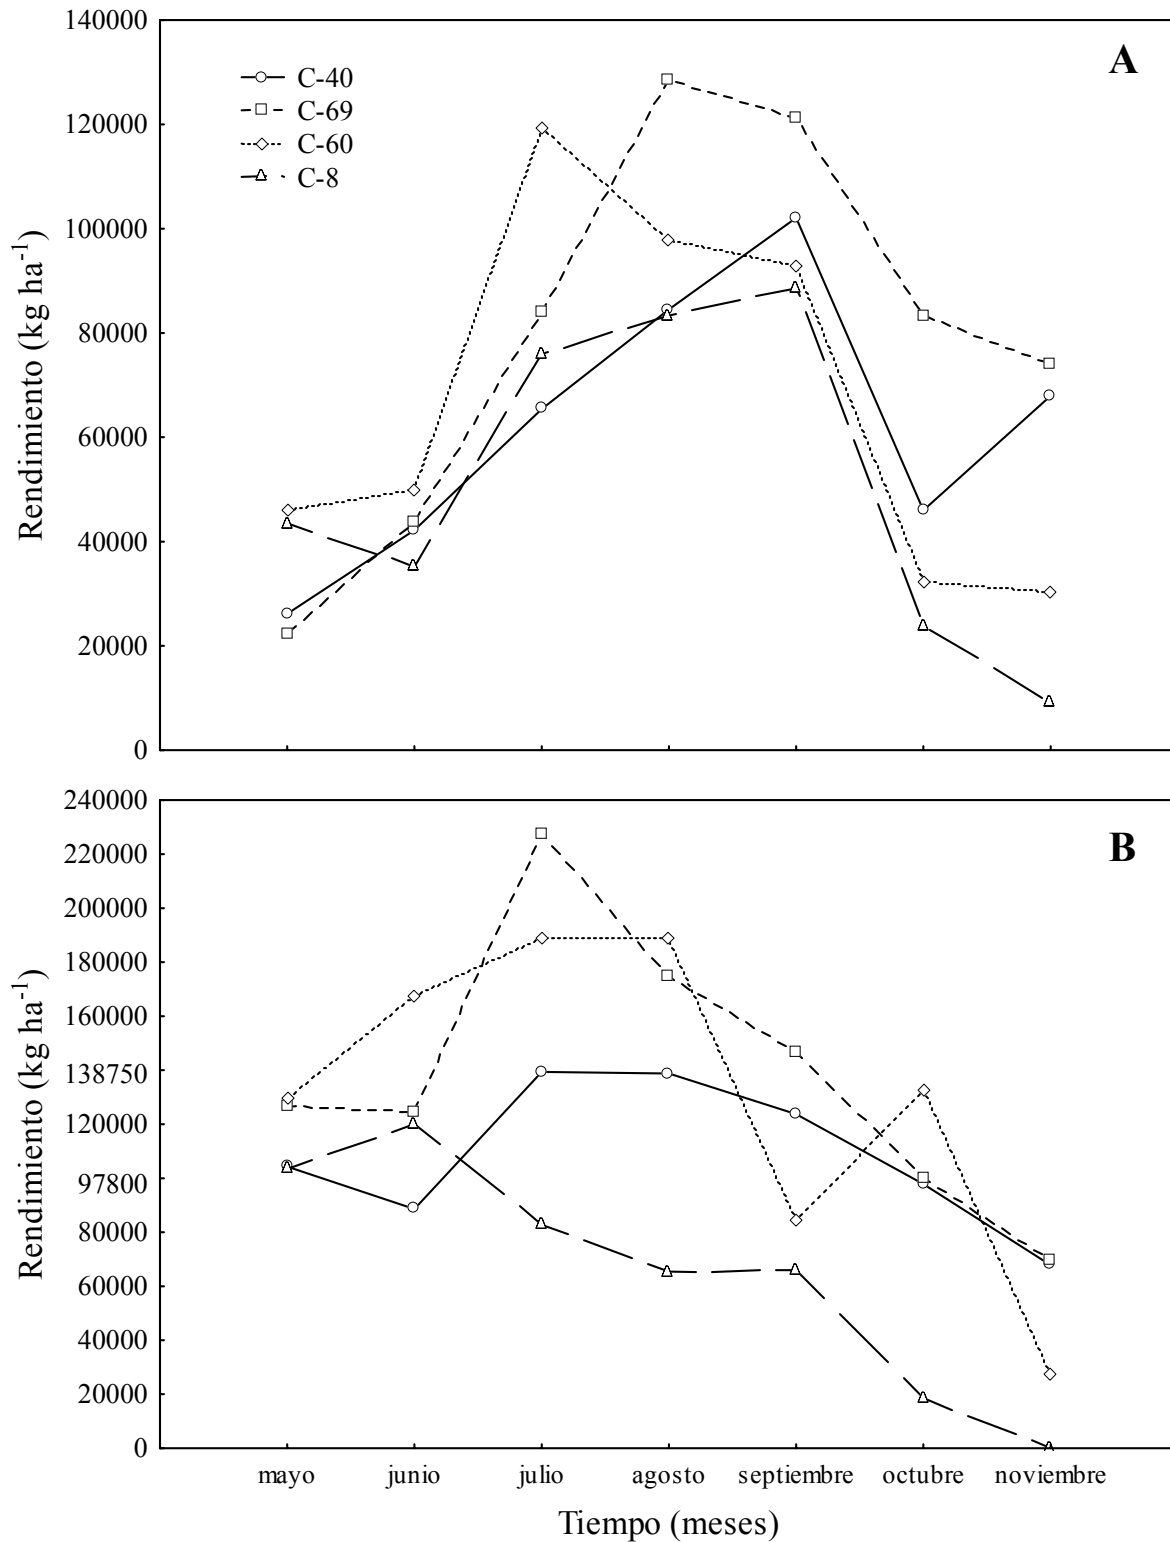 140000
A
120000
100000
80000
60000
40000
20000
0
C-40
C-69
C-60
C-8
Rendimiento (kg ha-1)
240000
B
220000
200000
180000
160000
138750
120000
97800
80000
60000
40000
20000
0
Rendimiento (kg ha-1)
mayo junio julio agosto septiembre octubre noviembre
Tiempo (meses)